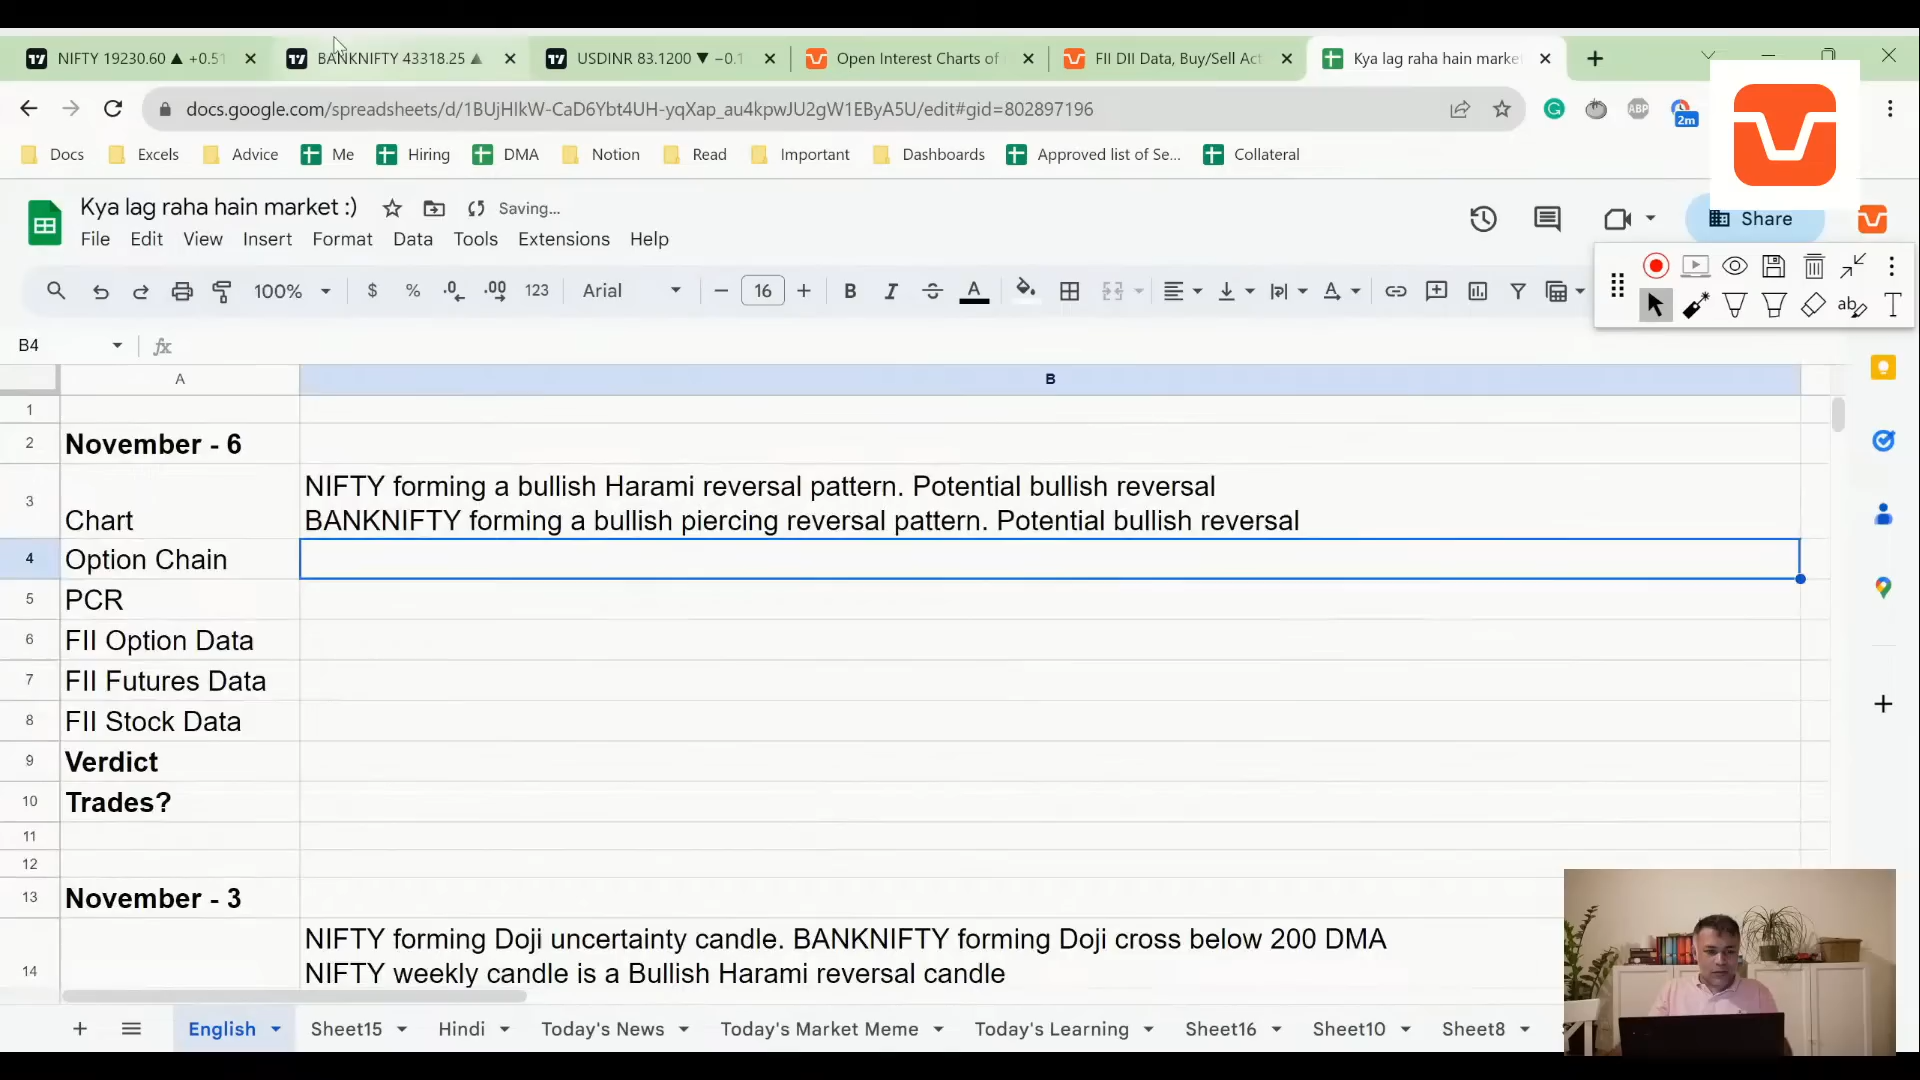 NIFTY 19230.60 ▲ +0.51
BANKNIFTY 43318.25 ▲
USDINR 83.1200 ▼ −0.1
Open Interest Charts of
FII DII Data, Buy/Sell Act
Kya lag raha hain marke
docs.google.com/spreadsheets/d/1BUjHIkW-CaD6Ybt4UH-yqXap_au4kpwJU2gW1EByA5U/edit#gid=802897196
ABP
2m
Docs Excels Advice Me Hiring DMA Notion Read Important Dashboards Approved list of Se... Collateral
Kya lag raha hain market :)
Saving...
File Edit View Insert Format Data Tools Extensions Help
Share
100% $ % .0 .00 123 Arial 16 B I A
B4 fx
A B
1
2 November - 6
3 Chart
NIFTY forming a bullish Harami reversal pattern. Potential bullish reversal
BANKNIFTY forming a bullish piercing reversal pattern. Potential bullish reversal
4 Option Chain
5 PCR
6 FII Option Data
7 FII Futures Data
8 FII Stock Data
9 Verdict
10 Trades?
11
12
13 November - 3
14
NIFTY forming Doji uncertainty candle. BANKNIFTY forming Doji cross below 200 DMA
NIFTY weekly candle is a Bullish Harami reversal candle
English Sheet15 Hindi Today's News Today's Market Meme Today's Learning Sheet16 Sheet10 Sheet8